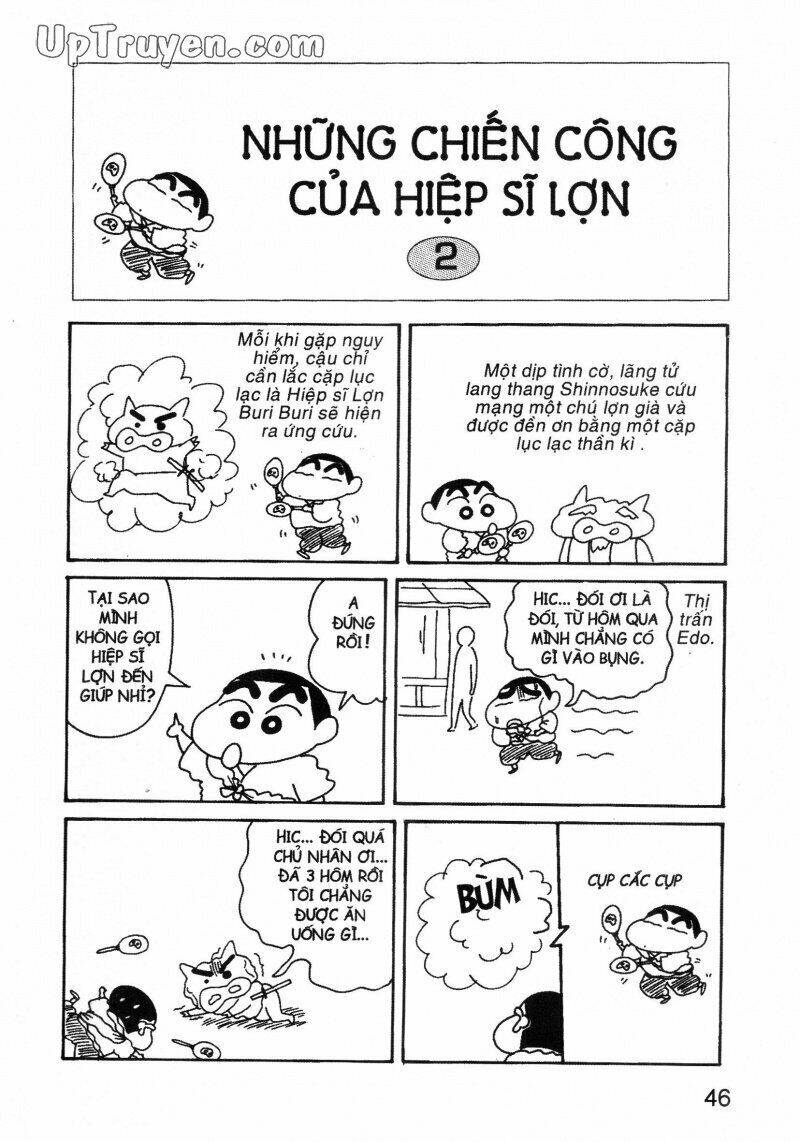 UpTruyen.com
NHỮNG CHIẾN CÔNG
CỦA HIỆP SĨ LỢN
2
Một dịp tình cờ, lãng tử
lang thang Shinnosuke cứu
mạng một chú lợn già và
được đền ơn bằng một cặp
lục lạc thần kì .
Mỗi khi gặp nguy
hiểm, cậu chỉ
cần lắc cặp lục
lạc là Hiệp sĩ Lợn
Buri Buri sẽ hiện
ra ứng cứu.
Thị
trấn
Edo.
HIC... ĐÓI ƠI LÀ
ĐÓI, TỪ HÔM QUA
MÌNH CHẲNG CÓ
GÌ VÀO BỤNG.
A
ĐÚNG
RỒI!
TẠI SAO
MÌNH
KHÔNG GỌI
HIỆP SĨ
LỢN ĐẾN
GIÚP NHỈ?
CỤP CẮC CỤP
BÙM
HIC... ĐÓI QUÁ
CHỦ NHÂN ƠI...
ĐÃ 3 HÔM RỒI
TÔI CHẲNG
ĐƯỢC ĂN
UỐNG GÌ...
46